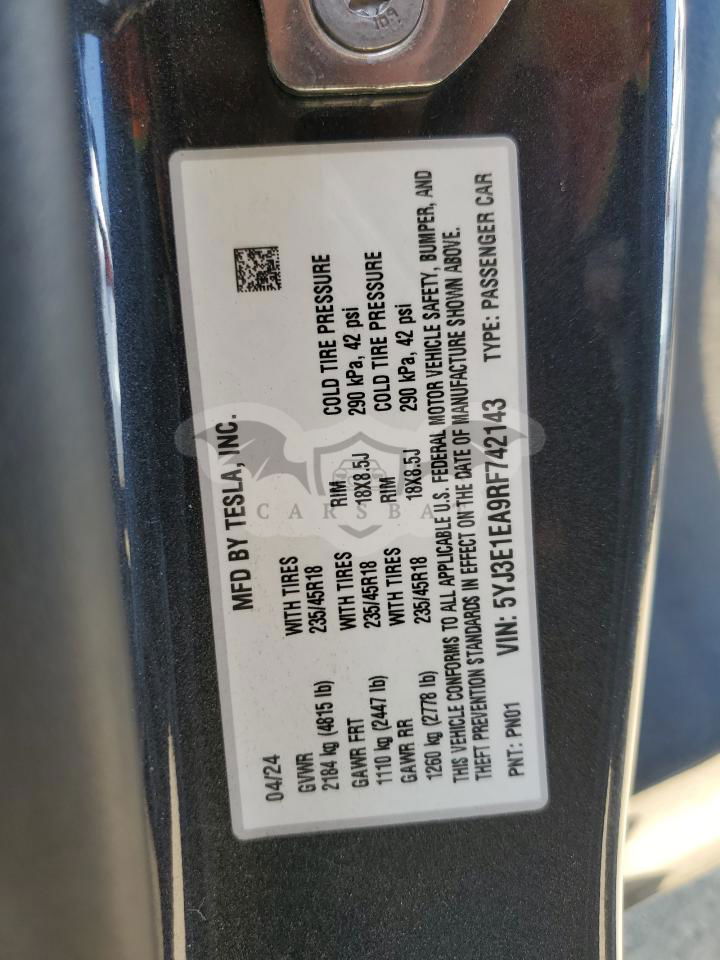 109
MFD BY TESLA, INC.
04/24
GVWR WITH TIRES RIM COLD TIRE PRESSURE
2184 kg (4815 lb) 235/45R18 18X8.5J 290 kPa, 42 psi
GAWR FRT WITH TIRES RIM COLD TIRE PRESSURE
1110 kg (2447 lb) 235/45R18 18X8.5J 290 kPa, 42 psi
GAWR RR WITH TIRES
1260 kg (2778 lb) 235/45R18
THIS VEHICLE CONFORMS TO ALL APPLICABLE U.S. FEDERAL MOTOR VEHICLE SAFETY, BUMPER, AND
THEFT PREVENTION STANDARDS IN EFFECT ON THE DATE OF MANUFACTURE SHOWN ABOVE.
PNT: PN01 VIN: 5YJ3E1EA9RF742143 TYPE: PASSENGER CAR